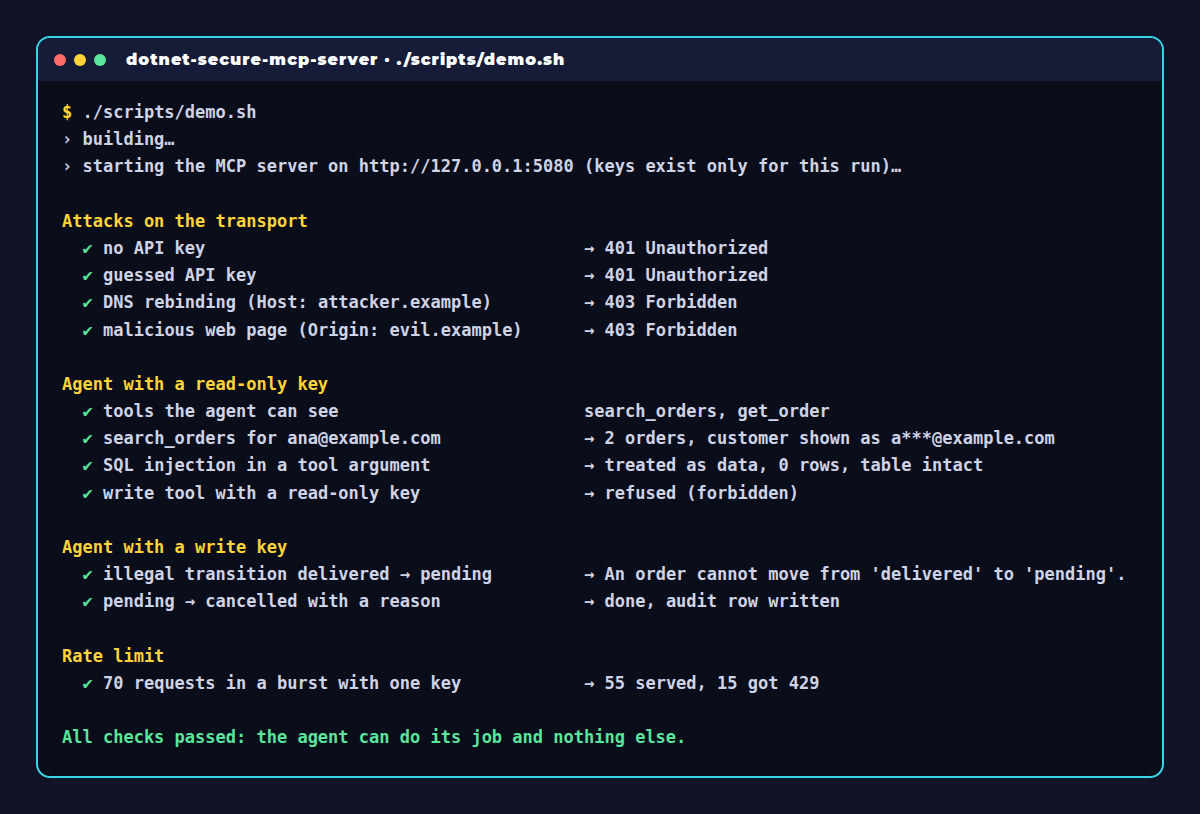 dotnet-secure-mcp-server • ./scripts/demo.sh
$ ./scripts/demo.sh
› building…
› starting the MCP server on http://127.0.0.1:5080 (keys exist only for this run)…
Attacks on the transport
✔ no API key → 401 Unauthorized
✔ guessed API key → 401 Unauthorized
✔ DNS rebinding (Host: attacker.example) → 403 Forbidden
✔ malicious web page (Origin: evil.example) → 403 Forbidden
Agent with a read-only key
✔ tools the agent can see search_orders, get_order
✔ search_orders for ana@example.com → 2 orders, customer shown as a***@example.com
✔ SQL injection in a tool argument → treated as data, 0 rows, table intact
✔ write tool with a read-only key → refused (forbidden)
Agent with a write key
✔ illegal transition delivered → pending → An order cannot move from 'delivered' to 'pending'.
✔ pending → cancelled with a reason → done, audit row written
Rate limit
✔ 70 requests in a burst with one key → 55 served, 15 got 429
All checks passed: the agent can do its job and nothing else.